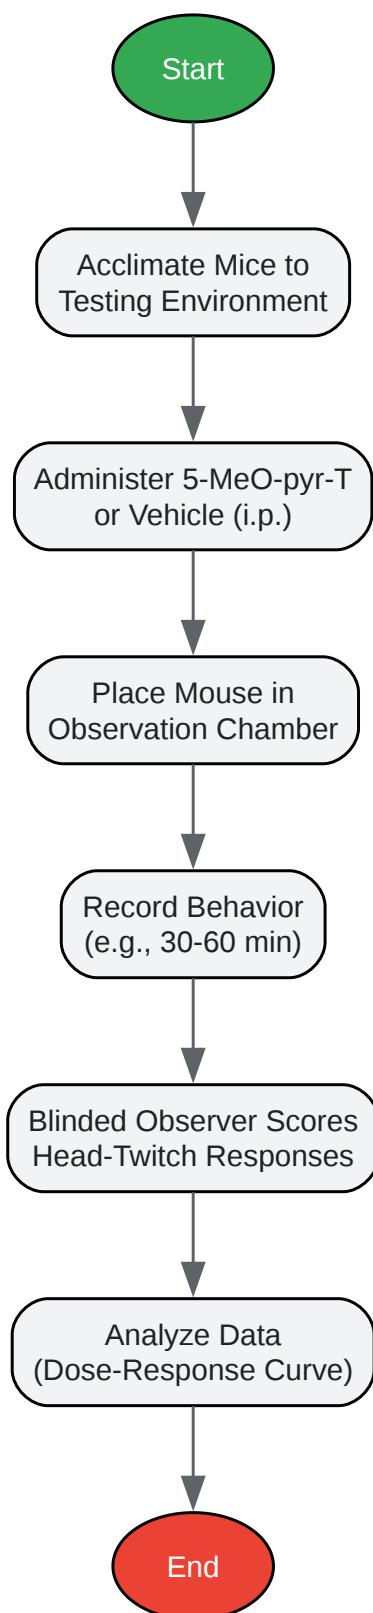 Start
Acclimate Mice to
Testing Environment
Administer 5-MeO-pyr-T
or Vehicle (i.p.)
Place Mouse in
Observation Chamber
Record Behavior
(e.g., 30-60 min)
Blinded Observer Scores
Head-Twitch Responses
Analyze Data
(Dose-Response Curve)
End